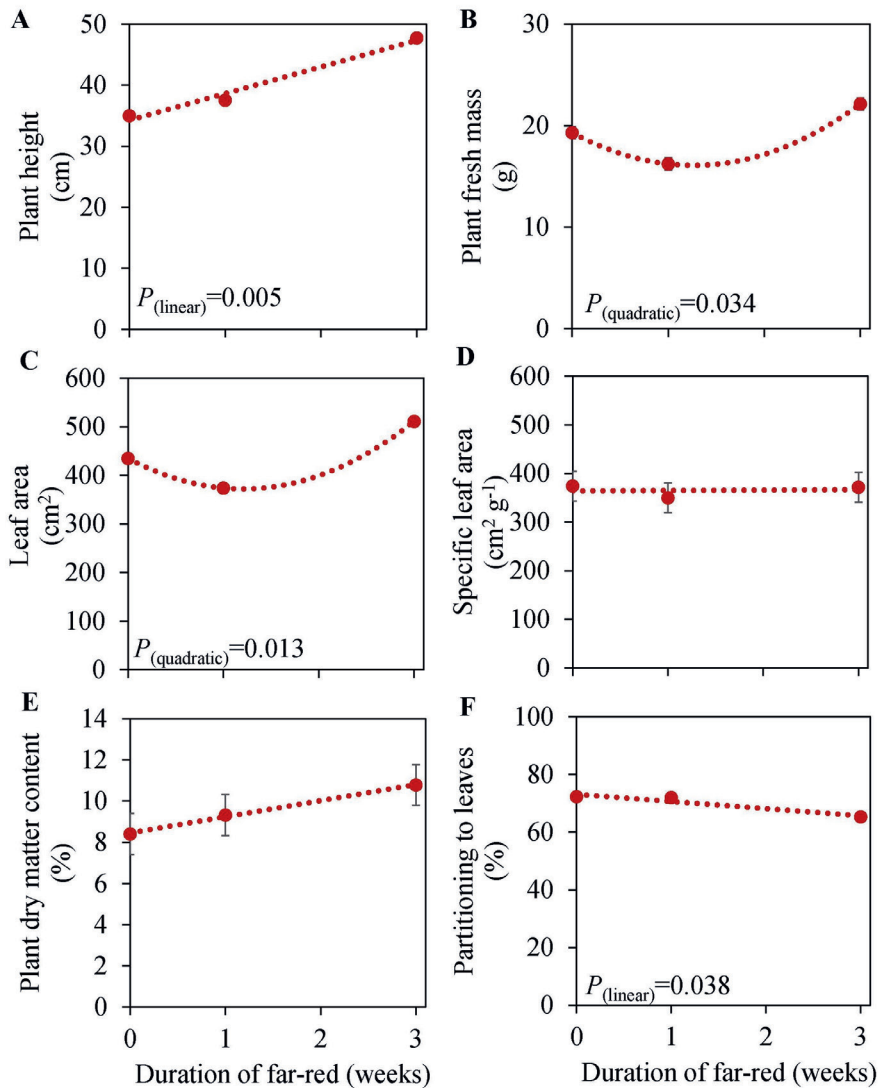 A
Plant height
(cm)
50
40
30
20
10
0
P(linear)=0.005
0
1
2
3
B
Plant fresh mass
(g)
30
20
10
0
P(quadratic)=0.034
C
Leaf area
(cm²)
600
500
400
300
200
100
0
P(quadratic)=0.013
D
Specific leaf area
(cm² g⁻¹)
600
500
400
300
200
100
0
E
Plant dry matter content
(%)
14
12
10
8
6
4
2
0
0
1
2
3
Duration of far-red (weeks)
F
Partitioning to leaves
(%)
100
80
60
40
20
0
P(linear)=0.038
0
1
2
3
Duration of far-red (weeks)